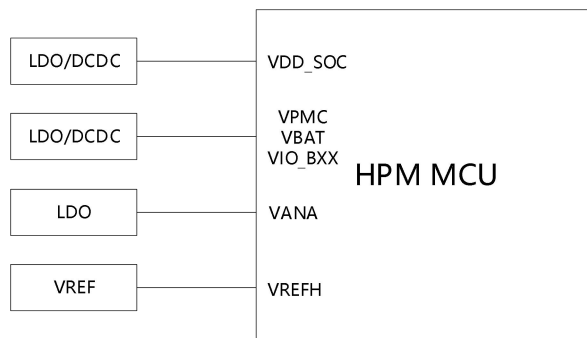 LDO/DCDC
VDD_SOC
LDO/DCDC
VPMC
VBAT
VIO_BXX
HPM MCU
LDO
VANA
VREF
VREFH